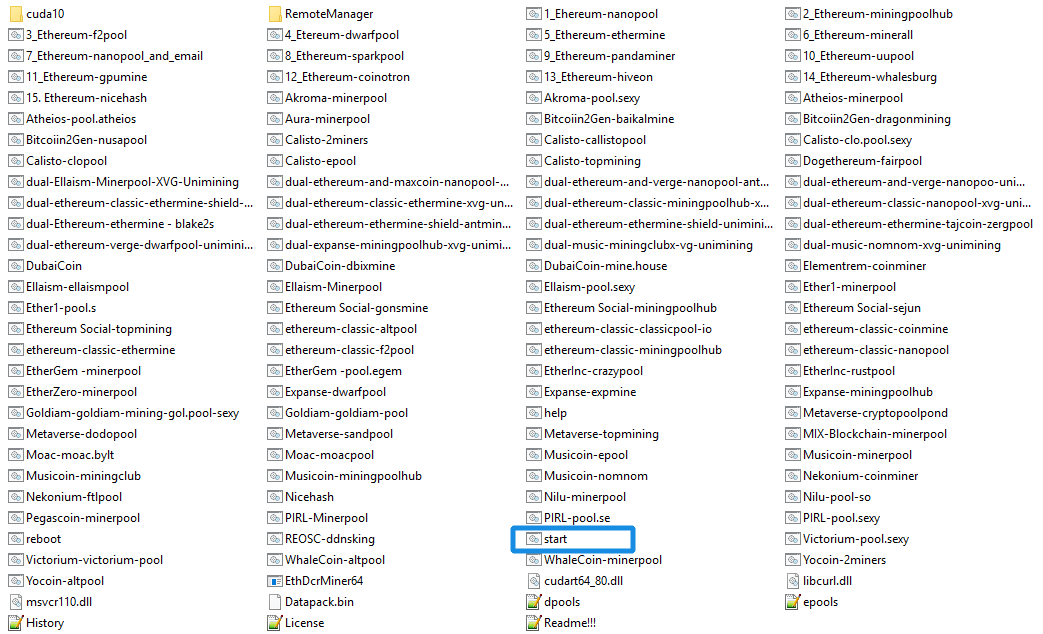 cuda10 RemoteManager 1_Ehereum-nanopool 2_Ethereum-miningpoolhub
3_Ethereum-f2pool 4_Etereum-dwarfpool 5_Ethereum-ethermine 6_Ethereum-minerall
7_Ethereum-nanopool_and_email 8_Ethereum-sparkpool 9_Ethereum-pandaminer 10_Ethereum-uupool
11_Ethereum-gpumine 12_Ethereum-coinotron 13_Ethereum-hiveon 14_Ethereum-whalesburg
15. Ethereum-nicehash Akroma-minerpool Akroma-pool.sexy Atheios-minerpool
Atheios-pool.atheios Aura-minerpool Bitcoiin2Gen-baikalmine Bitcoiin2Gen-dragonmining
Bitcoiin2Gen-nusapool Calisto-2miners Calisto-callistopool Calisto-clo.pool.sexy
Calisto-clopool Calisto-epool Calisto-topmining Dogethereum-fairpool
dual-Ellaism-Minerpool-XVG-Unimining dual-ethereum-and-maxcoin-nanopool-... dual-ethereum-and-verge-nanopool-ant... dual-ethereum-and-verge-nanopoo-uni...
dual-ethereum-classic-ethermine-shield-... dual-ethereum-classic-ethermine-xvg-un... dual-ethereum-classic-miningpoolhub-x... dual-ethereum-classic-nanopool-xvg-uni...
dual-Ethereum-ethermine - blake2s dual-ethereum-ethermine-shield-antmin... dual-ethereum-ethermine-shield-unimini... dual-ethereum-ethermine-tajcoin-zergpool
dual-ethereum-verge-dwarfpool-unimini... dual-expanse-miningpoolhub-xvg-unimi... dual-music-miningclubx-vg-unimining dual-music-nomnom-xvg-unimining
DubaiCoin DubaiCoin-dbixmine DubaiCoin-mine.house Elementrem-coinminer
Ellaism-ellaismpool Ellaism-Minerpool Ellaism-pool.sexy Ether1-minerpool
Ether1-pool.s Ethereum Social-gonsmine Ethereum Social-miningpoolhub Ethereum Social-sejun
Ethereum Social-topmining ethereum-classic-altpool ethereum-classic-classicpool-io ethereum-classic-coinmine
ethereum-classic-ethermine ethereum-classic-f2pool ethereum-classic-miningpoolhub ethereum-classic-nanopool
EtherGem -minerpool EtherGem -pool.egem EtherInc-crazypool EtherInc-rustpool
EtherZero-minerpool Expanse-dwarfpool Expanse-expmine Expanse-miningpoolhub
Goldiam-goldiam-mining-gol.pool-sexy Goldiam-goldiam-pool help Metaverse-cryptopoolpond
Metaverse-dodopool Metaverse-sandpool Metaverse-topmining MIX-Blockchain-minerpool
Moac-moac.bylt Moac-moacpool Musicoin-epool Musicoin-minerpool
Musicoin-miningclub Musicoin-miningpoolhub Musicoin-nomnom Nekonium-coinminer
Nekonium-ftlpool Nicehash Nilu-minerpool Nilu-pool-so
Pegascoin-minerpool PIRL-Minerpool PIRL-pool.se PIRL-pool.sexy
reboot REOSC-ddnsking start Victorium-pool.sexy
Victorium-victorium-pool WhaleCoin-altpool WhaleCoin-minerpool Yocoin-2miners
Yocoin-altpool EthDcrMiner64 cudart64_80.dll libcurl.dll
msvcr110.dll Datapack.bin dpools epools
History License Readme!!!